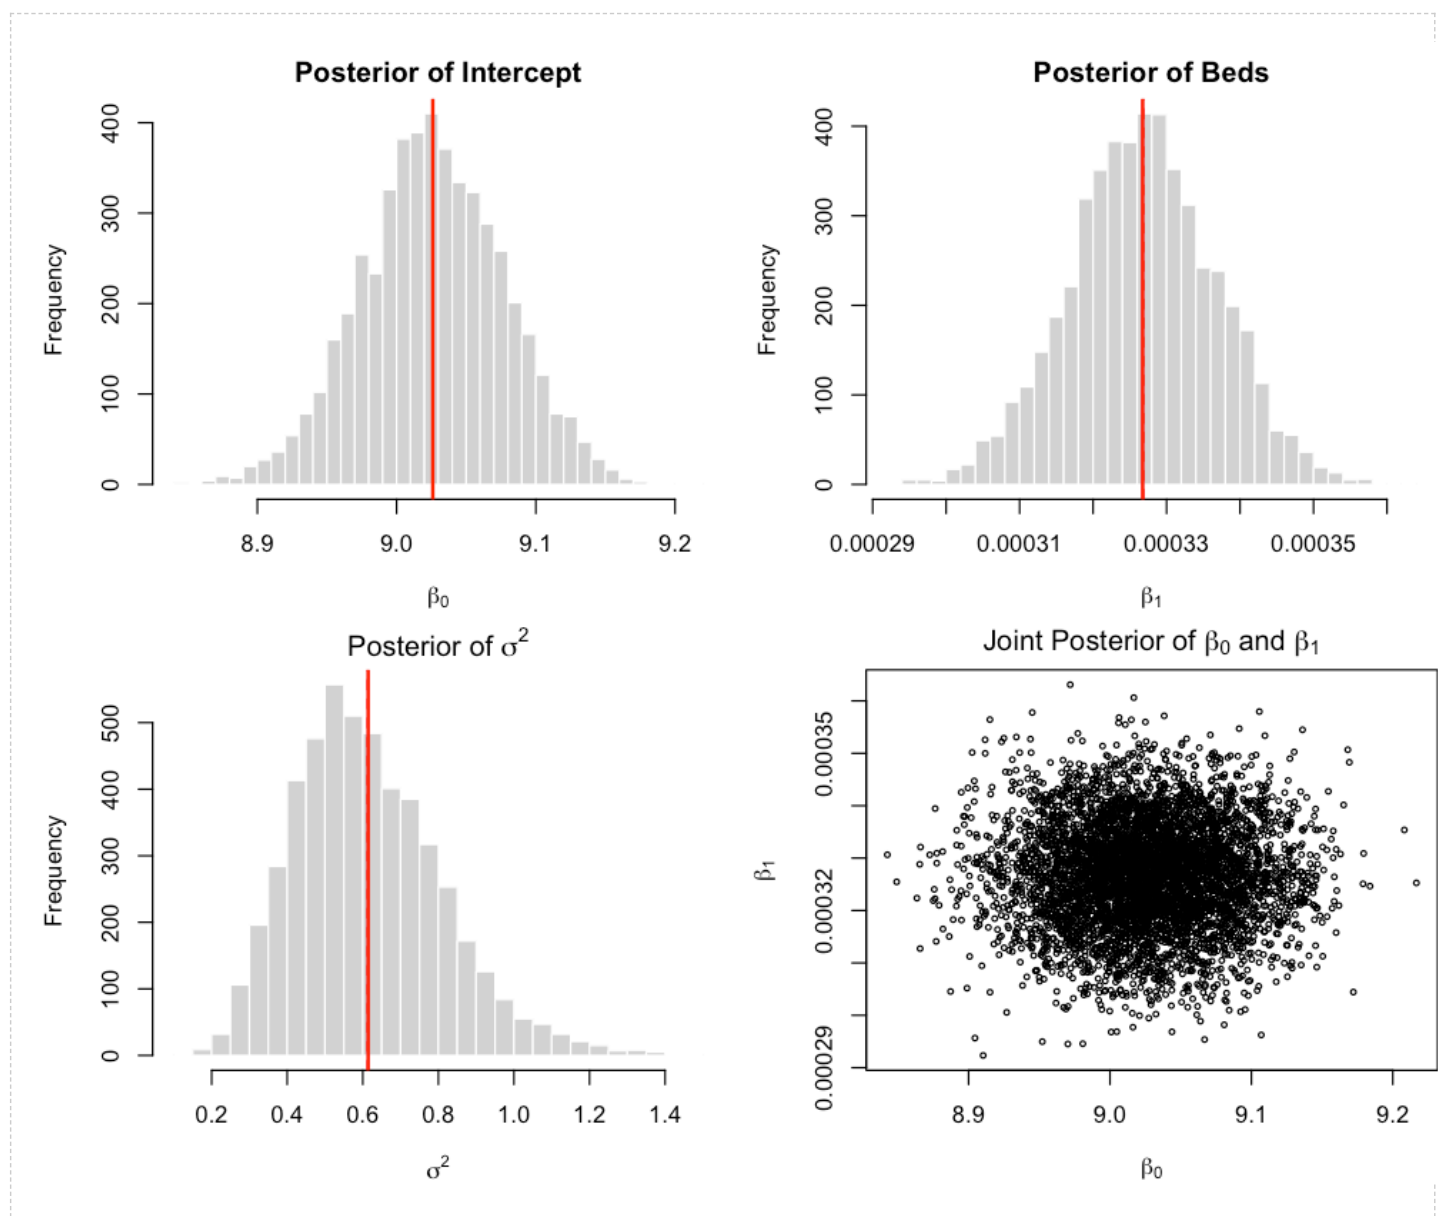 Posterior of Intercept
Frequency
0 100 200 300 400
8.9 9.0 9.1 9.2
β₀
Posterior of Beds
Frequency
0 100 200 300 400
0.00029 0.00031 0.00033 0.00035
β₁
Posterior of σ²
Frequency
0 100 200 300 400 500
0.2 0.4 0.6 0.8 1.0 1.2 1.4
σ²
Joint Posterior of β₀ and β₁
β₁
0.00029 0.00032 0.00035
8.9 9.0 9.1 9.2
β₀